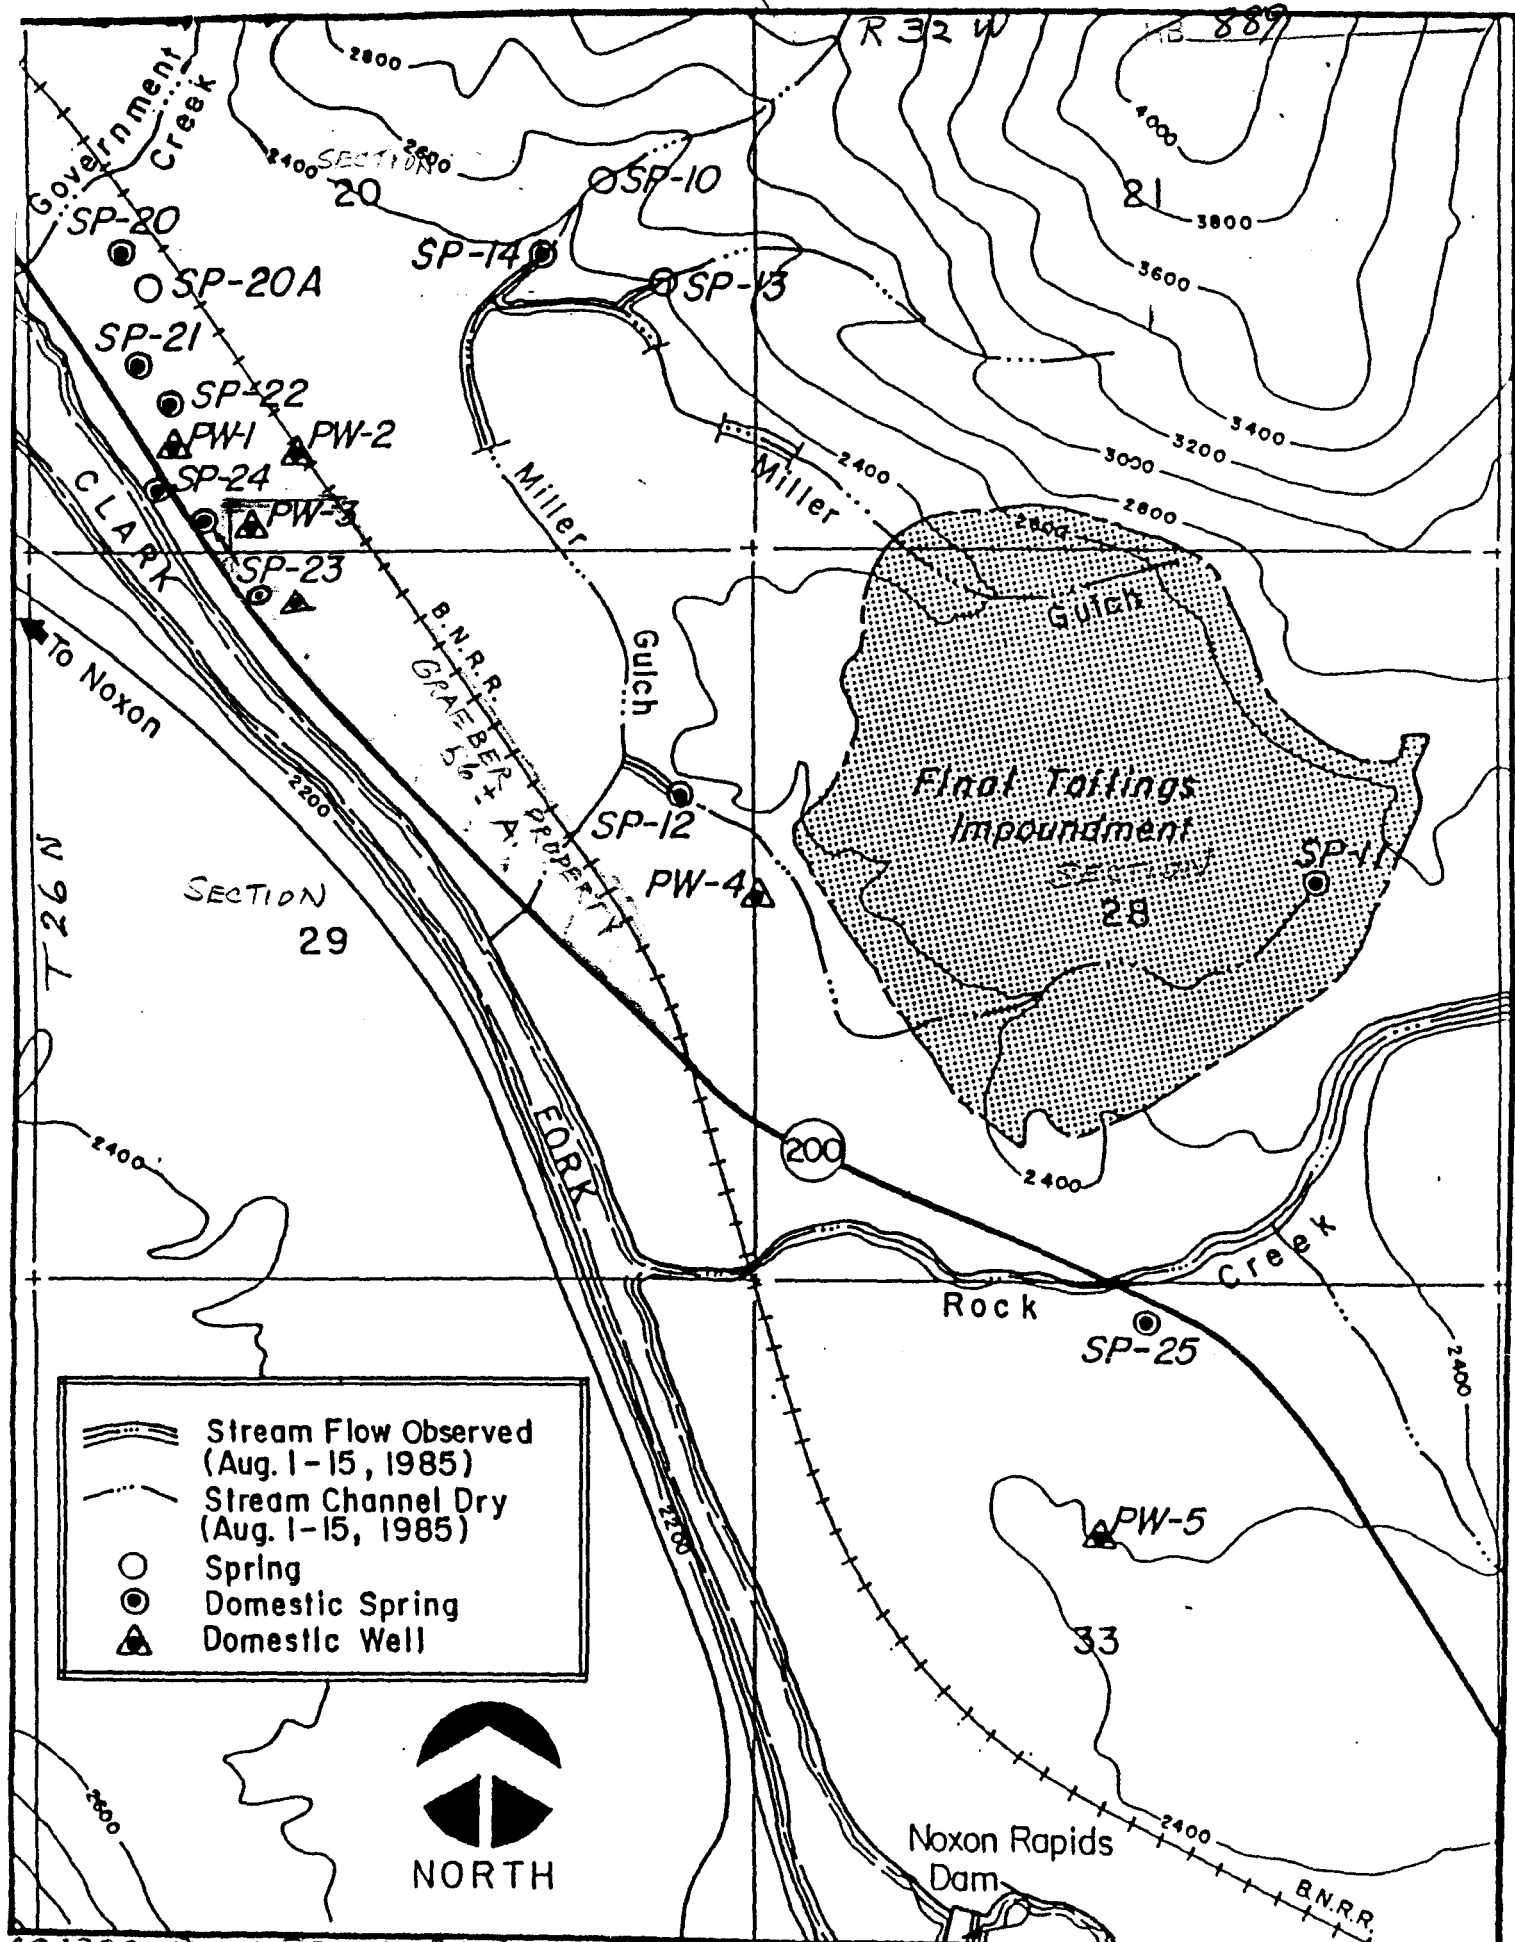 R 32 W
889
2800
4000
Government
Creek
2400
SECTION
2600
20
SP-10
21
3800
SP-20
SP-14
SP-20A
SP-13
3600
SP-21
SP-22
3400
PW-1
PW-2
3200
3000
2400
Miller
Miller
SP-24
CLARK
PW-3
2800
2600
SP-23
Gulch
B.N.R.R.
Gulch
To Noxon
GRAEBER PROPERTY
56 ± A.
2200
Final Tailings
Impoundment
SP-12
SECTION
SP-11
PW-4
28
T 26 N
SECTION
29
FORK
200
2400
2400
Creek
Rock
SP-25
2400
Stream Flow Observed
(Aug. 1-15, 1985)
Stream Channel Dry
(Aug. 1-15, 1985)
Spring
Domestic Spring
Domestic Well
2200
PW-5
33
2600
NORTH
2400
Noxon Rapids
Dam
B.N.R.R.